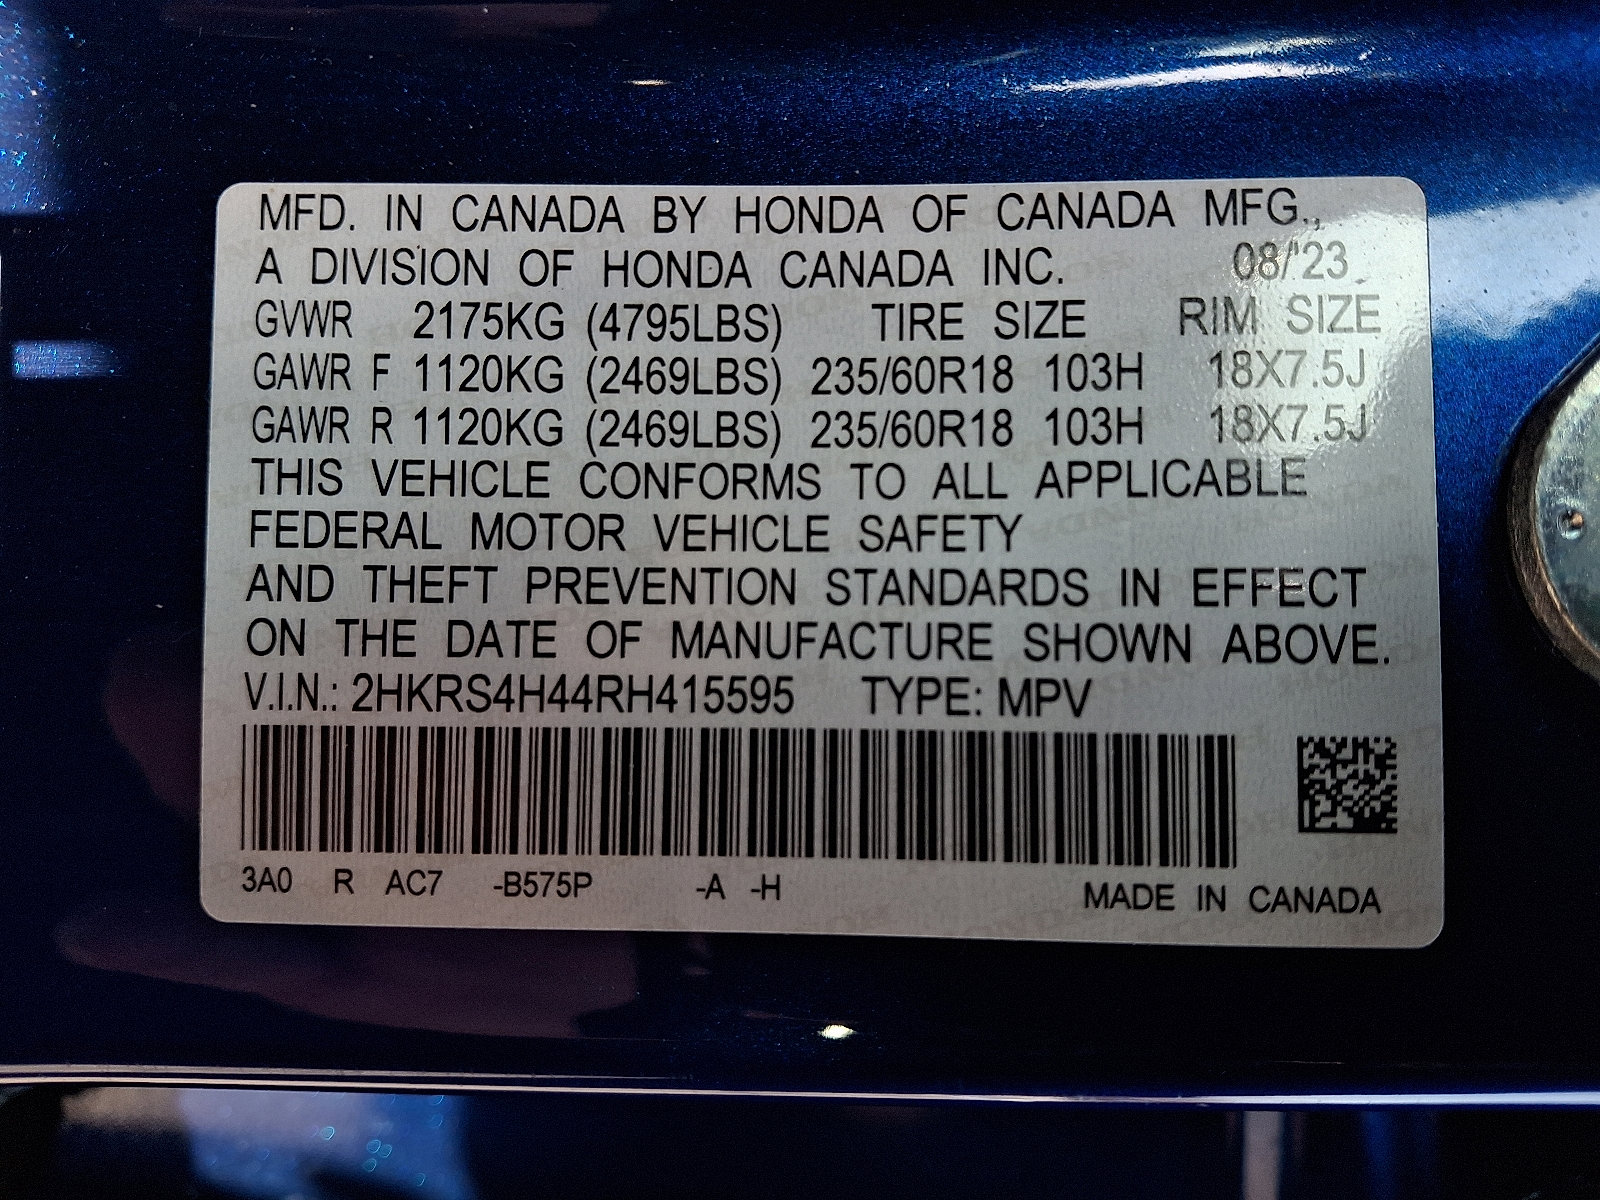 MFD. IN CANADA BY HONDA OF CANADA MFG.,
A DIVISION OF HONDA CANADA INC. 08/'23
GVWR 2175KG (4795LBS) TIRE SIZE RIM SIZE
GAWR F 1120KG (2469LBS) 235/60R18 103H 18X7.5J
GAWR R 1120KG (2469LBS) 235/60R18 103H 18X7.5J
THIS VEHICLE CONFORMS TO ALL APPLICABLE
FEDERAL MOTOR VEHICLE SAFETY
AND THEFT PREVENTION STANDARDS IN EFFECT
ON THE DATE OF MANUFACTURE SHOWN ABOVE.
V.I.N.: 2HKRS4H44RH415595 TYPE: MPV
3A0 R AC7 -B575P -A -H MADE IN CANADA